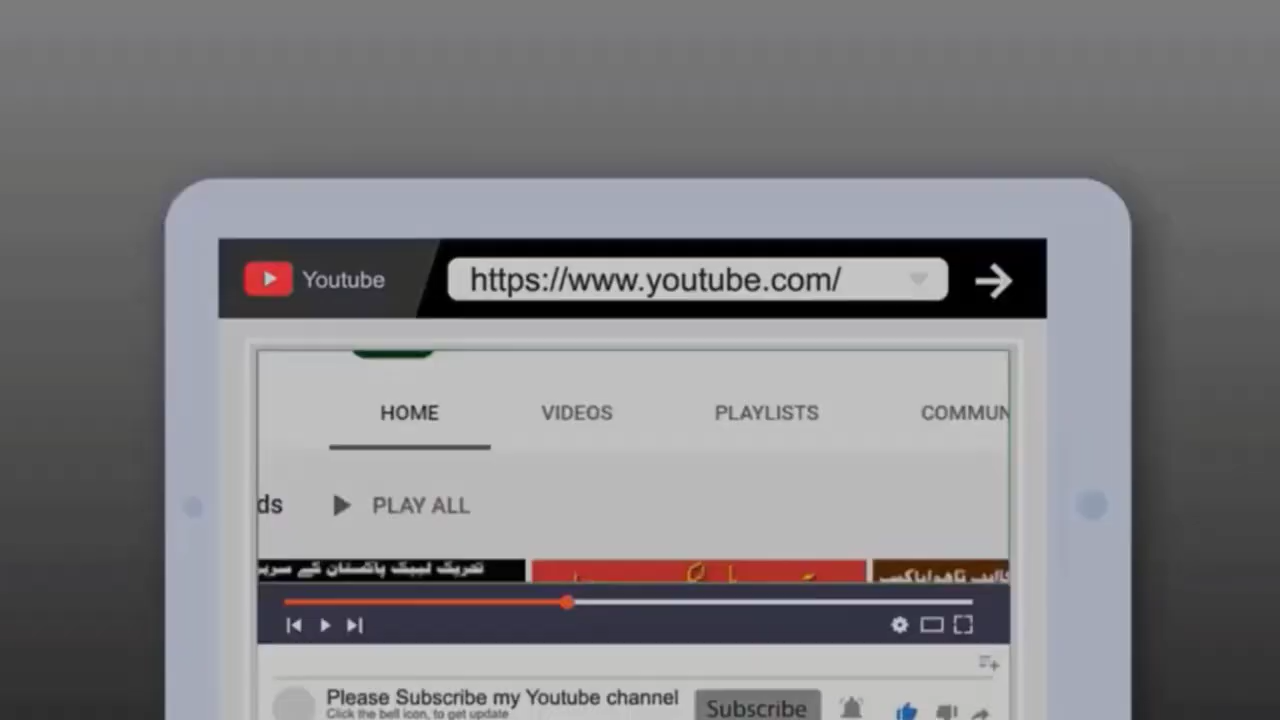 Youtube
https://www.youtube.com/
HOME
VIDEOS
PLAYLISTS
COMMUN
ds
PLAY ALL
تحریک لبیک پاکستان کے سرب
Please Subscribe my Youtube channel
Subscribe
Click the bell icon, to get update